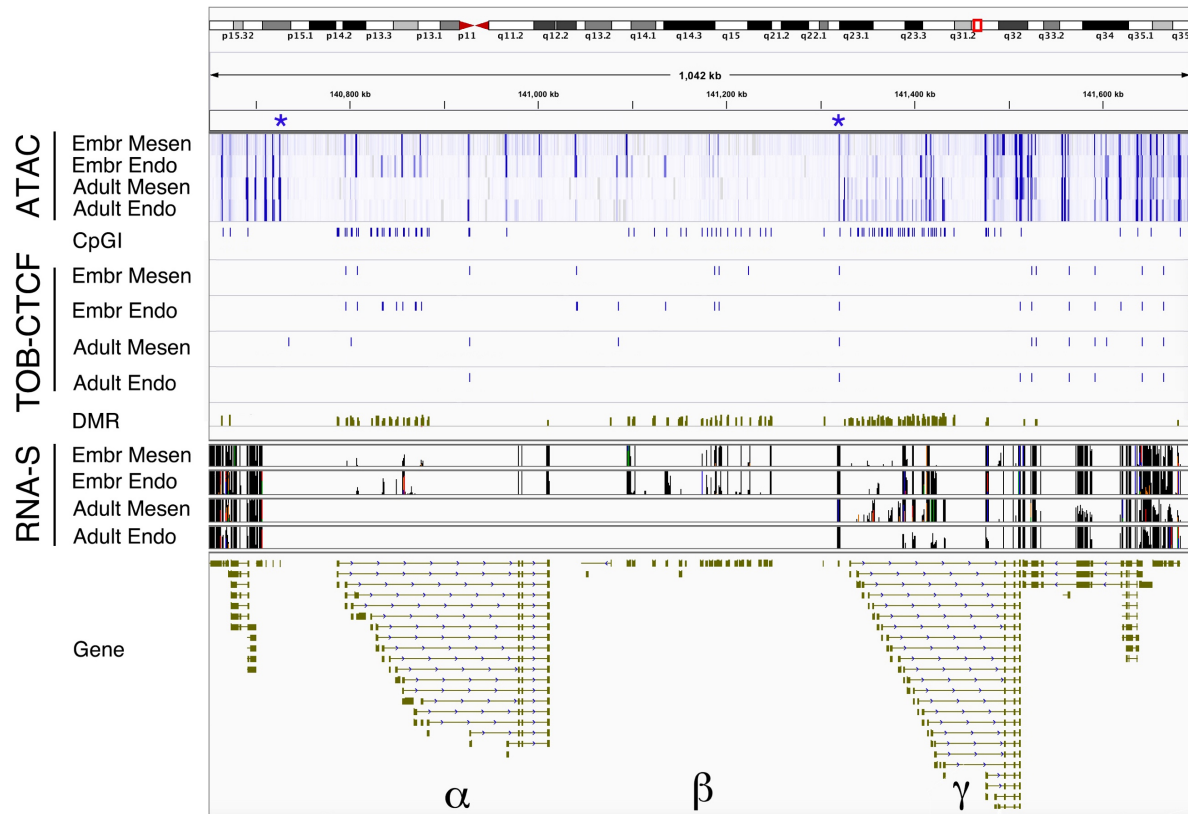 p15.32 p15.1 p14.2 p13.3 p13.1 p11 q11.2 q12.2 q13.2 q14.1 q14.3 q15 q21.2 q22.1 q23.1 q23.3 q31.2 q32 q33.2 q34 q35.1 q35
1,042 kb
140,800 kb 141,000 kb 141,200 kb 141,400 kb 141,600 kb
* *
ATAC
Embr Mesen
Embr Endo
Adult Mesen
Adult Endo
CpGI
TOB-CTCF
Embr Mesen
Embr Endo
Adult Mesen
Adult Endo
DMR
RNA-S
Embr Mesen
Embr Endo
Adult Mesen
Adult Endo
Gene
α β γ